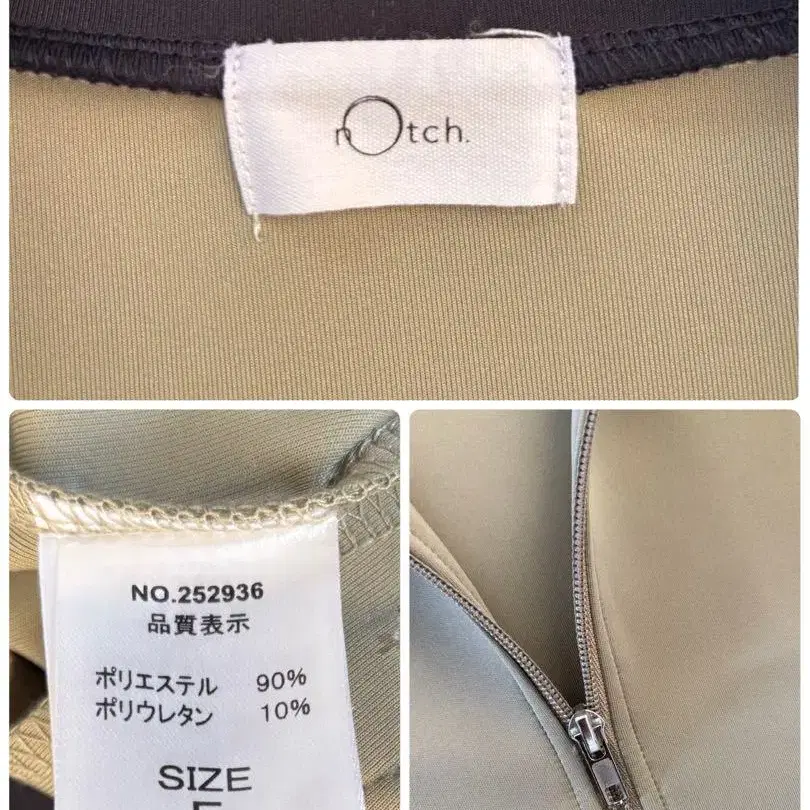 nOtch.
NO.252936
品質表示
ポリエステル 90%
ポリウレタン 10%
SIZE